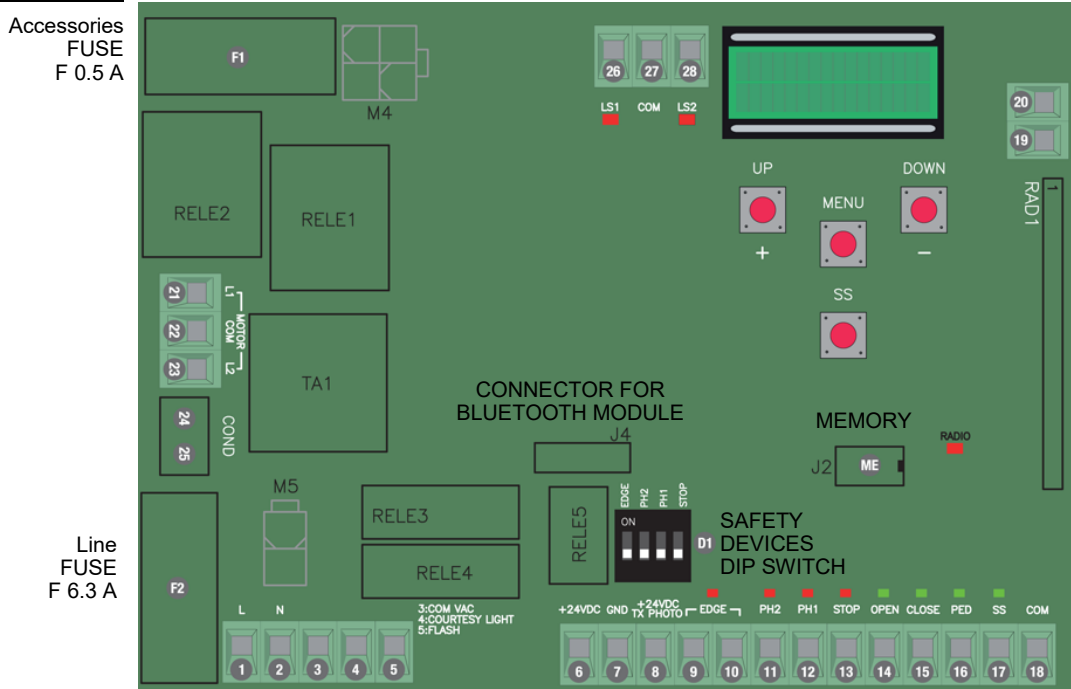 Accessories
FUSE
F 0.5 A
F1
M4
26 27 28
LS1 COM LS2
20
19
UP
DOWN
MENU
+
−
SS
RAD1
1
RELE2
RELE1
21
L1
22
COM
MOTOR
23
L2
TA1
24
25
COND
CONNECTOR FOR
BLUETOOTH MODULE
J4
MEMORY
RADIO
J2
ME
M5
RELE3
RELE4
RELE5
EDGE
PH2
PH1
STOP
ON
D1
SAFETY
DEVICES
DIP SWITCH
Line
FUSE
F 6.3 A
F2
L N
3:COM VAC
4:COURTESY LIGHT
5:FLASH
+24VDC GND +24VDC
TX PHOTO
EDGE PH2 PH1 STOP OPEN CLOSE PED SS COM
1 2 3 4 5 6 7 8 9 10 11 12 13 14 15 16 17 18